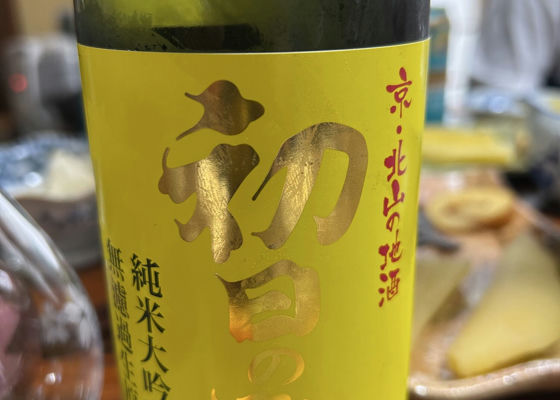 京・北山の地酒
初日の
純米大吟
無濾過生